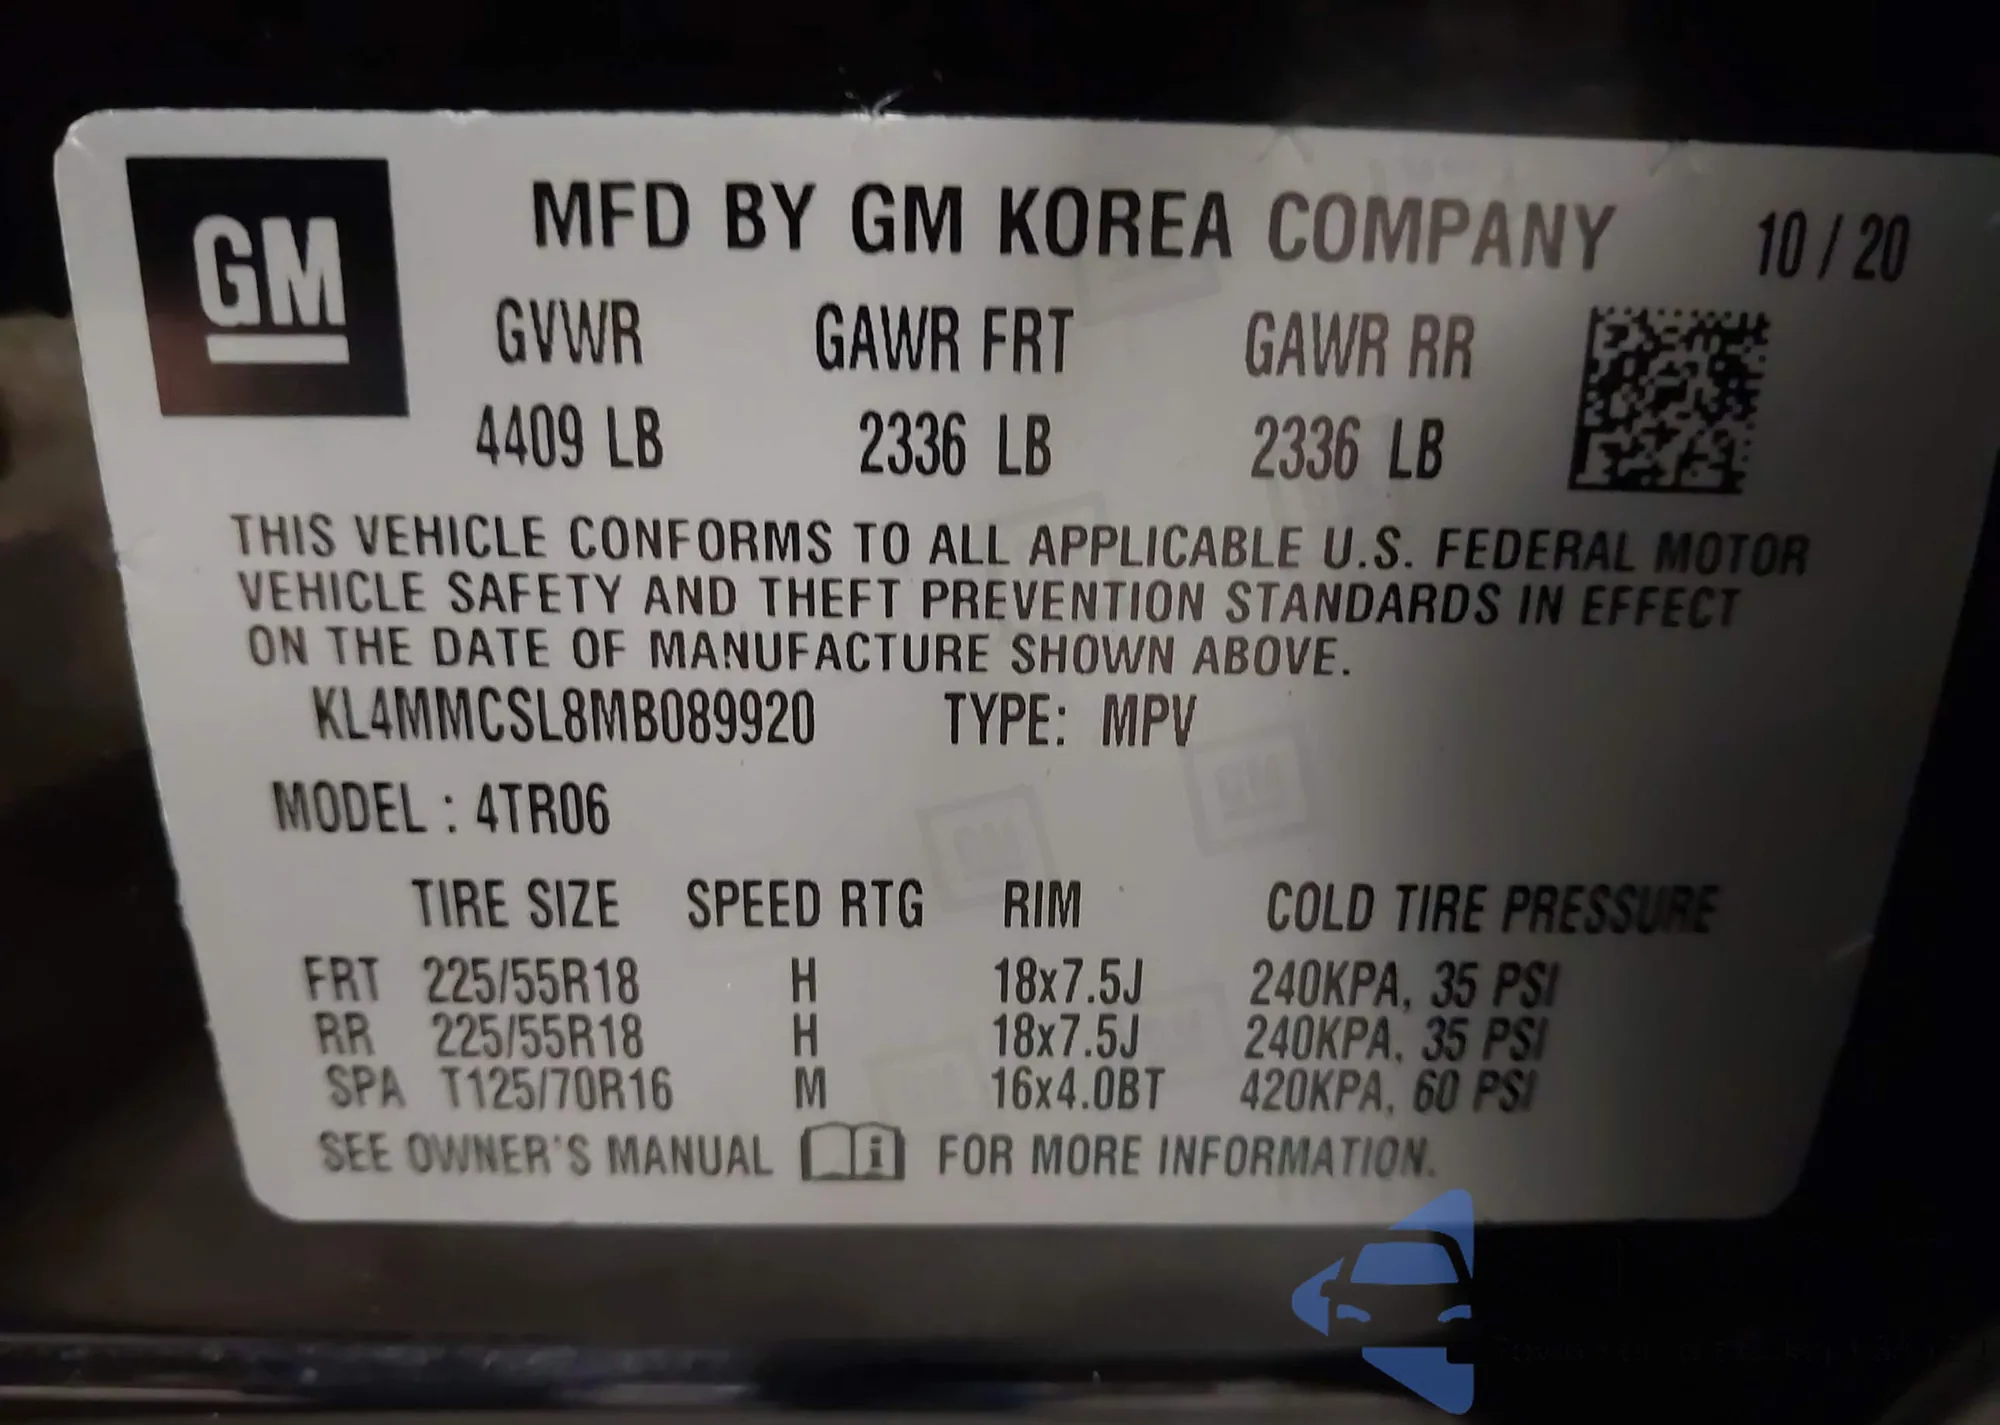 GM
MFD BY GM KOREA COMPANY 10 / 20
GVWR GAWR FRT GAWR RR
4409 LB 2336 LB 2336 LB
THIS VEHICLE CONFORMS TO ALL APPLICABLE U.S. FEDERAL MOTOR
VEHICLE SAFETY AND THEFT PREVENTION STANDARDS IN EFFECT
ON THE DATE OF MANUFACTURE SHOWN ABOVE.
KL4MMCSL8MB089920 TYPE: MPV
MODEL : 4TR06
TIRE SIZE SPEED RTG RIM COLD TIRE PRESSURE
FRT 225/55R18 H 18x7.5J 240KPA, 35 PSI
RR 225/55R18 H 18x7.5J 240KPA, 35 PSI
SPA T125/70R16 M 16x4.0BT 420KPA, 60 PSI
SEE OWNER'S MANUAL i FOR MORE INFORMATION.